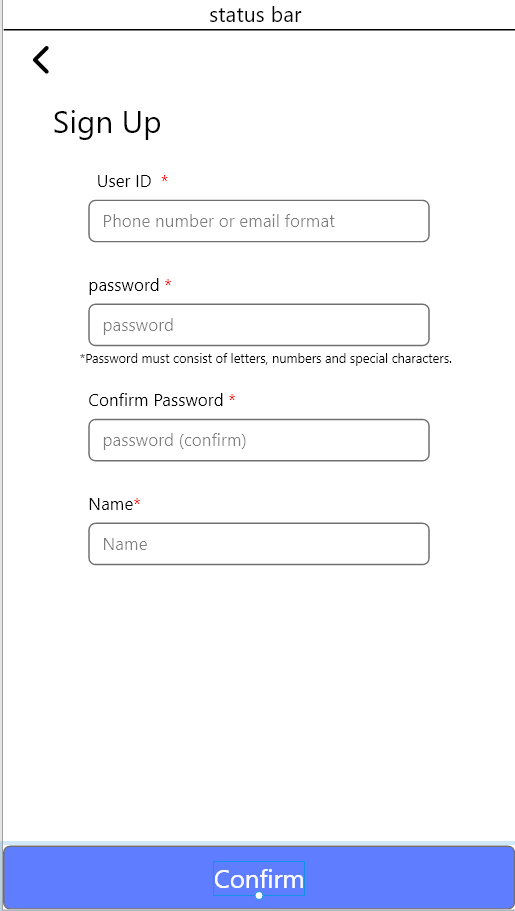 status bar
Sign Up
User ID *
Phone number or email format
password *
password
*Password must consist of letters, numbers and special characters.
Confirm Password *
password (confirm)
Name*
Name
Confirm